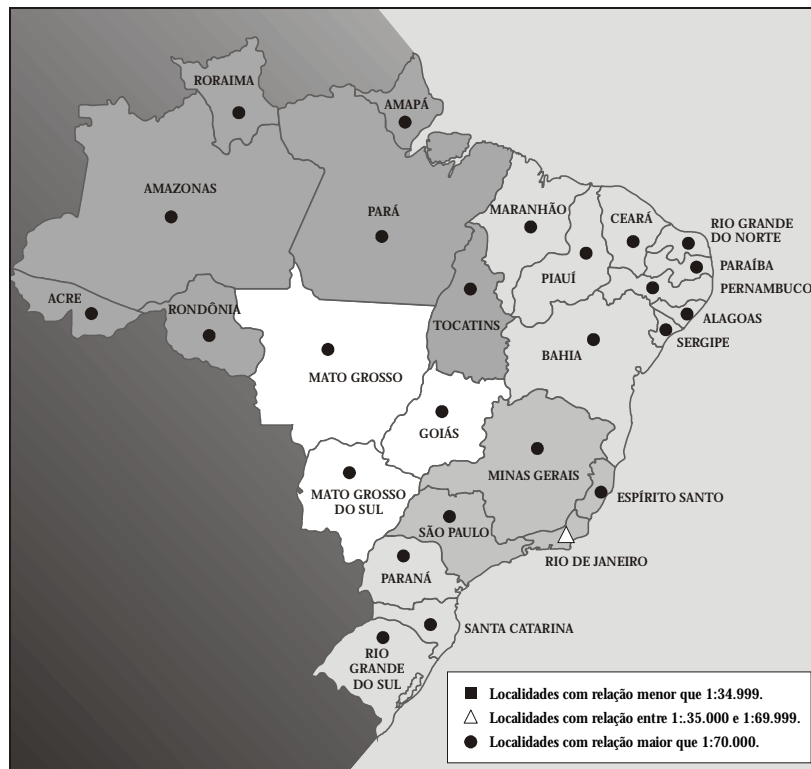 RORAIMA
AMAPÁ
AMAZONAS
PARÁ
MARANHÃO
CEARÁ
RIO GRANDE
DO NORTE
PARAÍBA
PIAUÍ
PERNAMBUCO
ACRE
RONDÔNIA
TOCATINS
ALAGOAS
SERGIPE
BAHIA
MATO GROSSO
GOIÁS
MINAS GERAIS
MATO GROSSO
DO SUL
ESPÍRITO SANTO
SÃO PAULO
RIO DE JANEIRO
PARANÁ
SANTA CATARINA
RIO
GRANDE
DO SUL
Localidades com relação menor que 1:34.999.
Localidades com relação entre 1:.35.000 e 1:69.999.
Localidades com relação maior que 1:70.000.